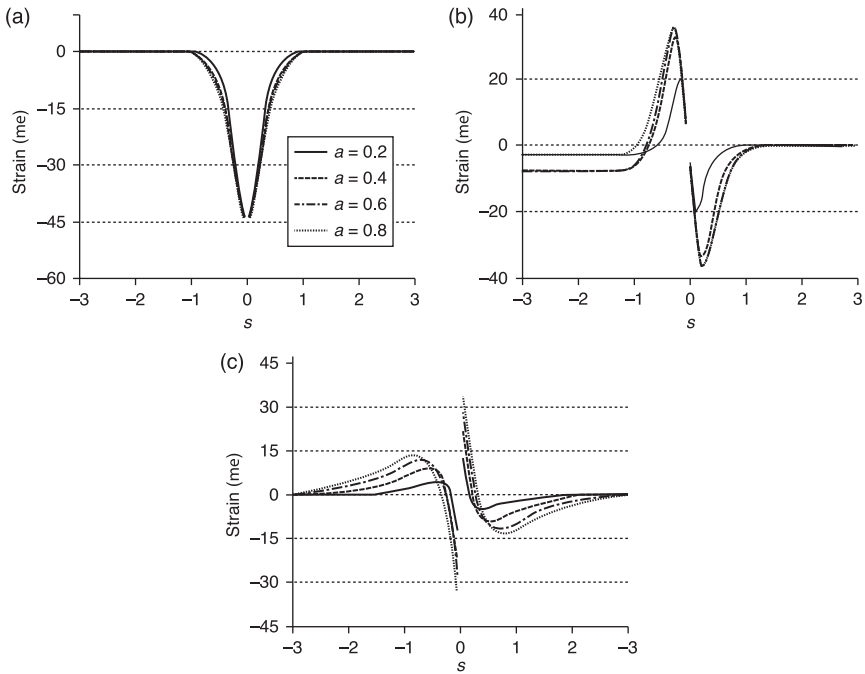 (a)
0
−15
−30
−45
−60
Strain (me)
−3 −2 −1 0 1 2 3
s
a = 0.2
a = 0.4
a = 0.6
a = 0.8
(b)
40
20
0
−20
−40
Strain (me)
−3 −2 −1 0 1 2 3
s
(c)
45
30
15
0
−15
−30
−45
Strain (me)
−3 −2 −1 0 1 2 −3
s